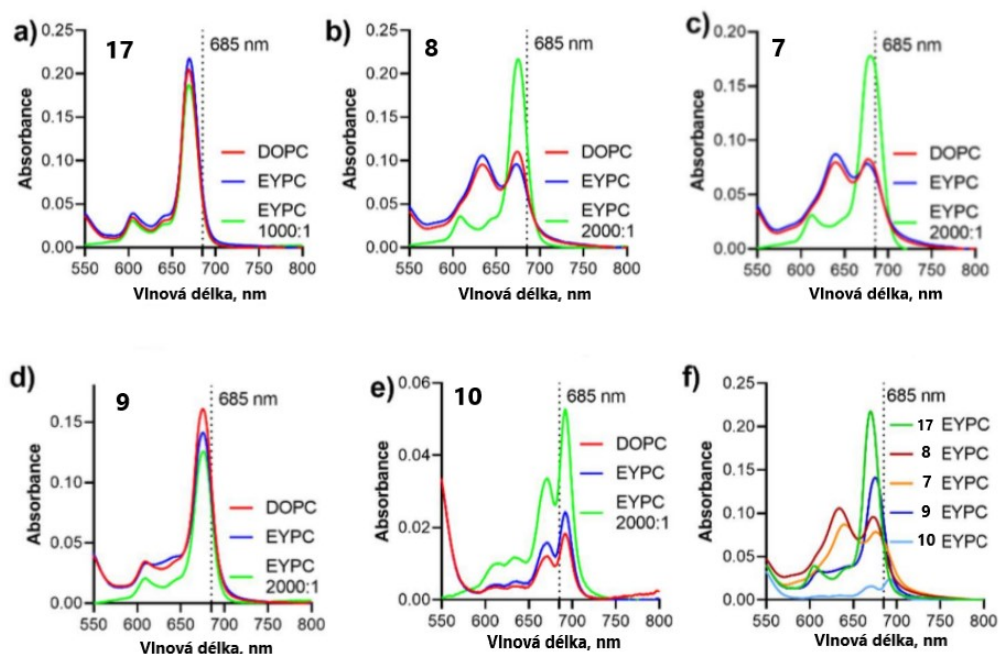 a)
17
0.25
0.20
0.15
0.10
0.05
0.00
550 600 650 700 750 800
685 nm
DOPC
EYPC
EYPC
1000:1
Absorbance
Vlnová délka, nm
b)
8
0.25
0.20
0.15
0.10
0.05
0.00
550 600 650 700 750 800
685 nm
DOPC
EYPC
EYPC
2000:1
Absorbance
Vlnová délka, nm
c)
7
0.20
0.15
0.10
0.05
0.00
550 600 650 700 750 800
685 nm
DOPC
EYPC
EYPC
2000:1
Absorbance
Vlnová délka, nm
d)
9
0.15
0.10
0.05
0.00
550 600 650 700 750 800
685 nm
DOPC
EYPC
EYPC
2000:1
Absorbance
Vlnová délka, nm
e)
10
0.06
0.04
0.02
0.00
550 600 650 700 750 800
685 nm
DOPC
EYPC
EYPC
2000:1
Absorbance
Vlnová délka, nm
f)
0.25
0.20
0.15
0.10
0.05
0.00
550 600 650 700 750 800
685 nm
17 EYPC
8 EYPC
7 EYPC
9 EYPC
10 EYPC
Absorbance
Vlnová délka, nm